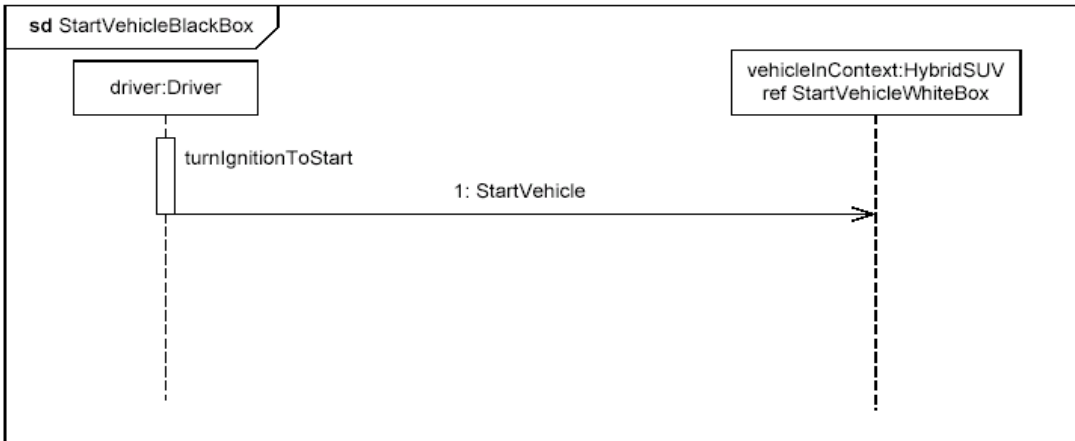 sd StartVehicleBlackBox
driver:Driver
vehicleInContext:HybridSUV
ref StartVehicleWhiteBox
turnIgnitionToStart
1: StartVehicle